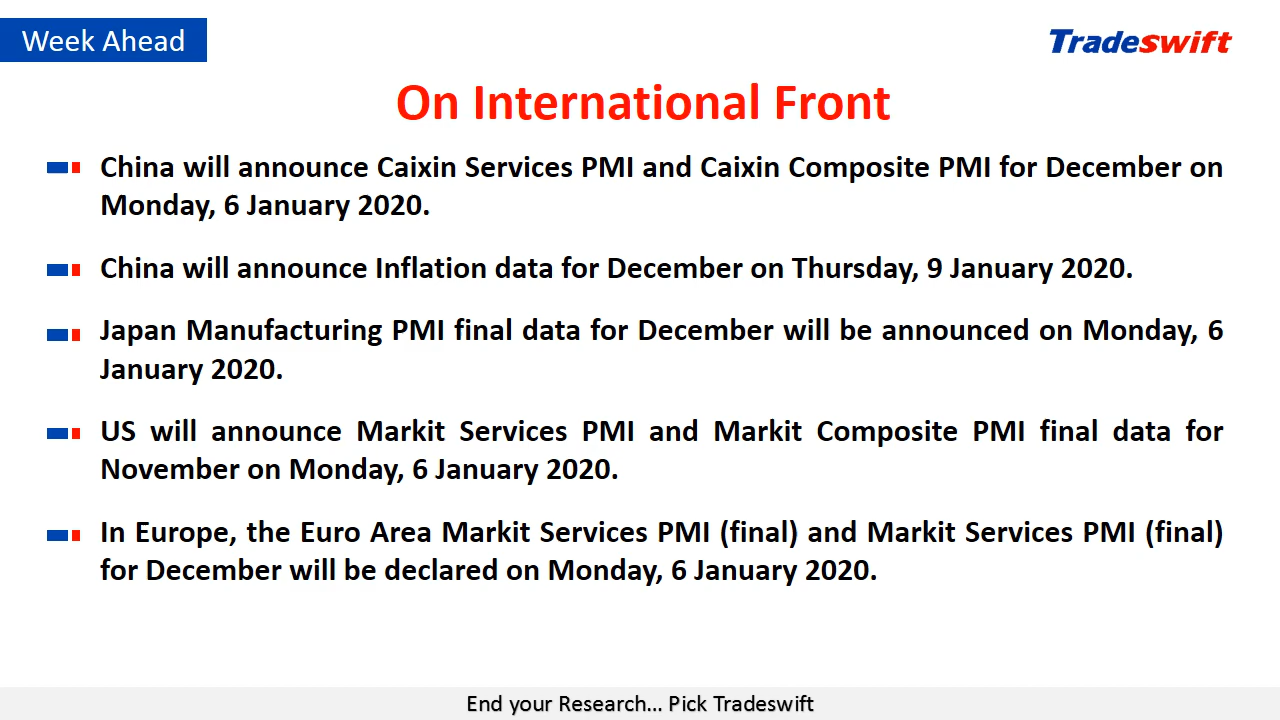 Week Ahead
Tradeswift
On International Front
China will announce Caixin Services PMI and Caixin Composite PMI for December on
Monday, 6 January 2020.
China will announce Inflation data for December on Thursday, 9 January 2020.
Japan Manufacturing PMI final data for December will be announced on Monday, 6
January 2020.
US will announce Markit Services PMI and Markit Composite PMI final data for
November on Monday, 6 January 2020.
In Europe, the Euro Area Markit Services PMI (final) and Markit Services PMI (final)
for December will be declared on Monday, 6 January 2020.
End your Research... Pick Tradeswift